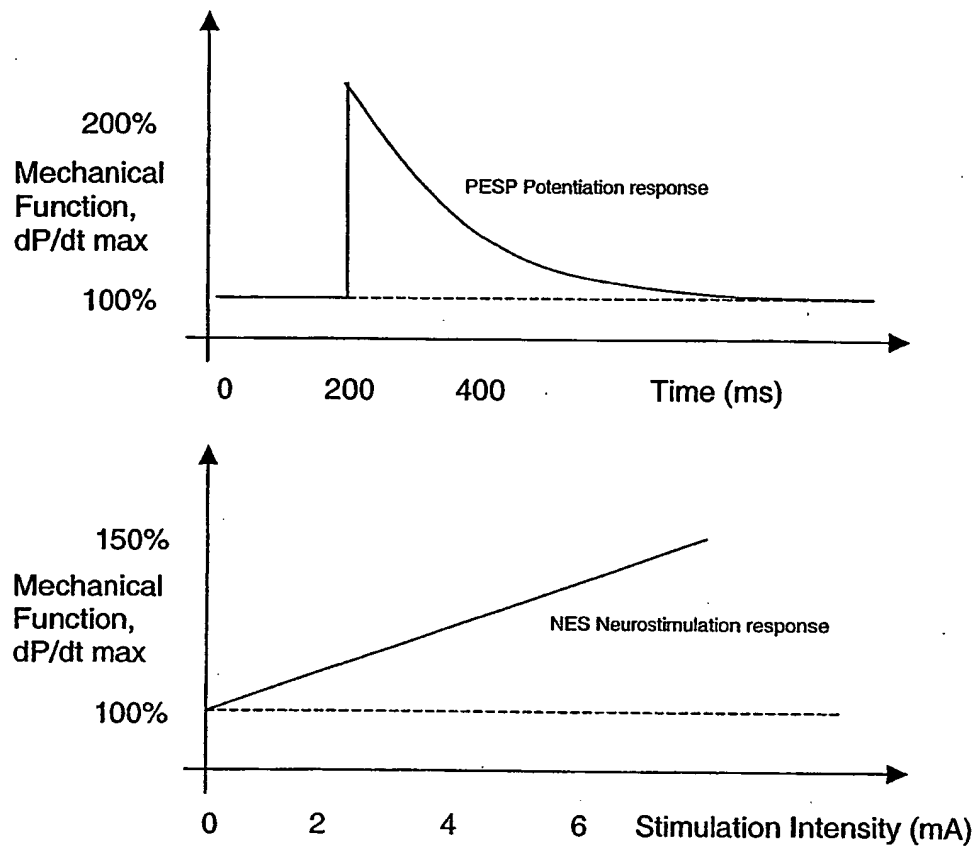 200%
Mechanical
Function,
dP/dt max
PESP Potentiation response
100%
0 200 400 Time (ms)
150%
Mechanical
Function,
dP/dt max
NES Neurostimulation response
100%
0 2 4 6 Stimulation Intensity (mA)